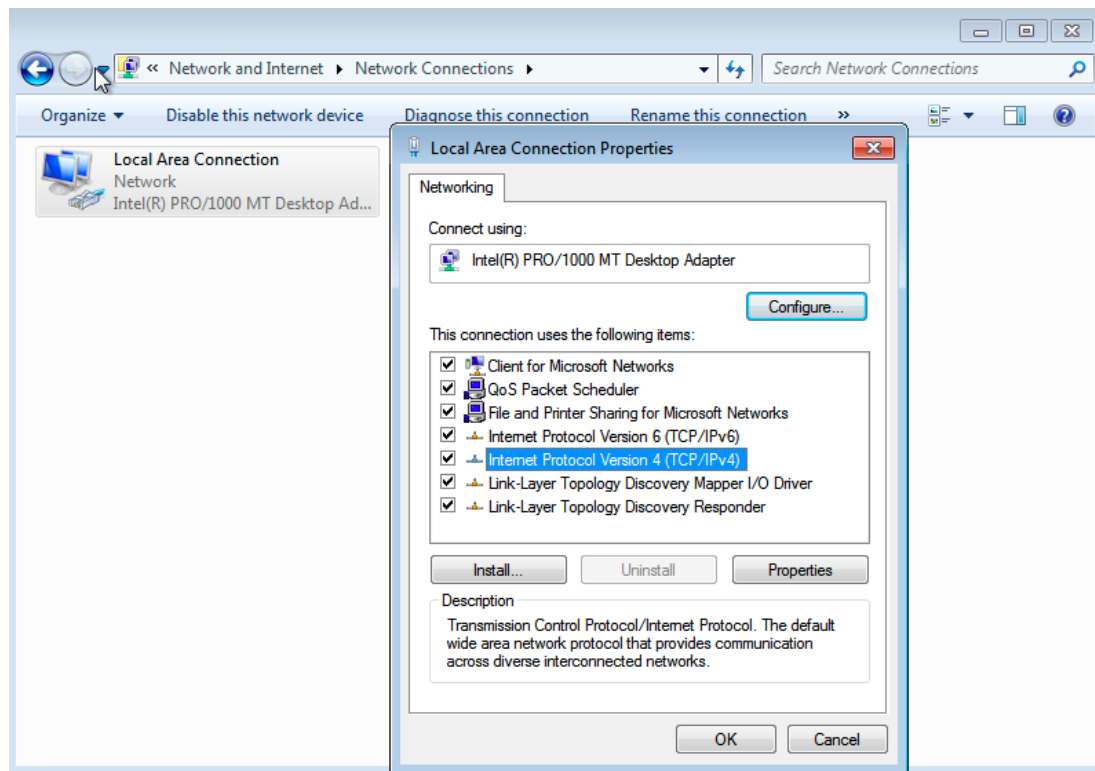 « Network and Internet Network Connections Search Network Connections
Organize Disable this network device Diagnose this connection Rename this connection »
Local Area Connection
Network
Intel(R) PRO/1000 MT Desktop Ad...
Local Area Connection Properties
Networking
Connect using:
Intel(R) PRO/1000 MT Desktop Adapter
Configure...
This connection uses the following items:
Client for Microsoft Networks
QoS Packet Scheduler
File and Printer Sharing for Microsoft Networks
Internet Protocol Version 6 (TCP/IPv6)
Internet Protocol Version 4 (TCP/IPv4)
Link-Layer Topology Discovery Mapper I/O Driver
Link-Layer Topology Discovery Responder
Install... Uninstall Properties
Description
Transmission Control Protocol/Internet Protocol. The default
wide area network protocol that provides communication
across diverse interconnected networks.
OK Cancel